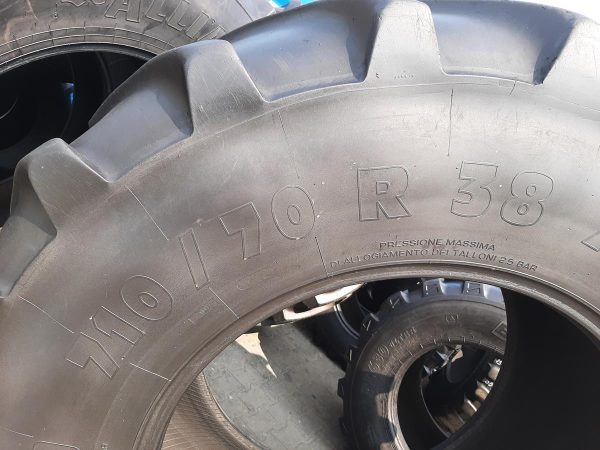 710/70 R 38
PRESSIONE MASSIMA
DI ALLOGIAMENTO DEI TALLONI 2.5 BAR